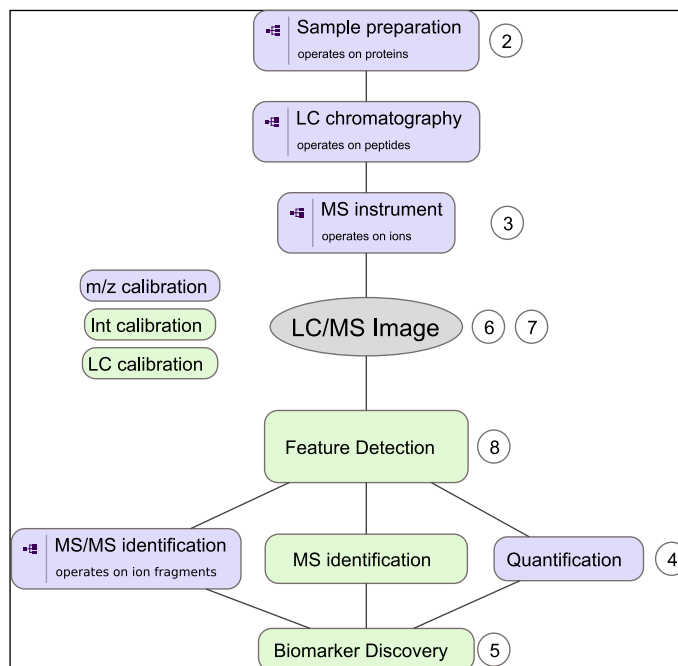 Sample preparation
operates on proteins
2
LC chromatography
operates on peptides
MS instrument
operates on ions
3
m/z calibration
Int calibration
LC calibration
LC/MS Image
6
7
Feature Detection
8
MS/MS identification
operates on ion fragments
MS identification
Quantification
4
Biomarker Discovery
5